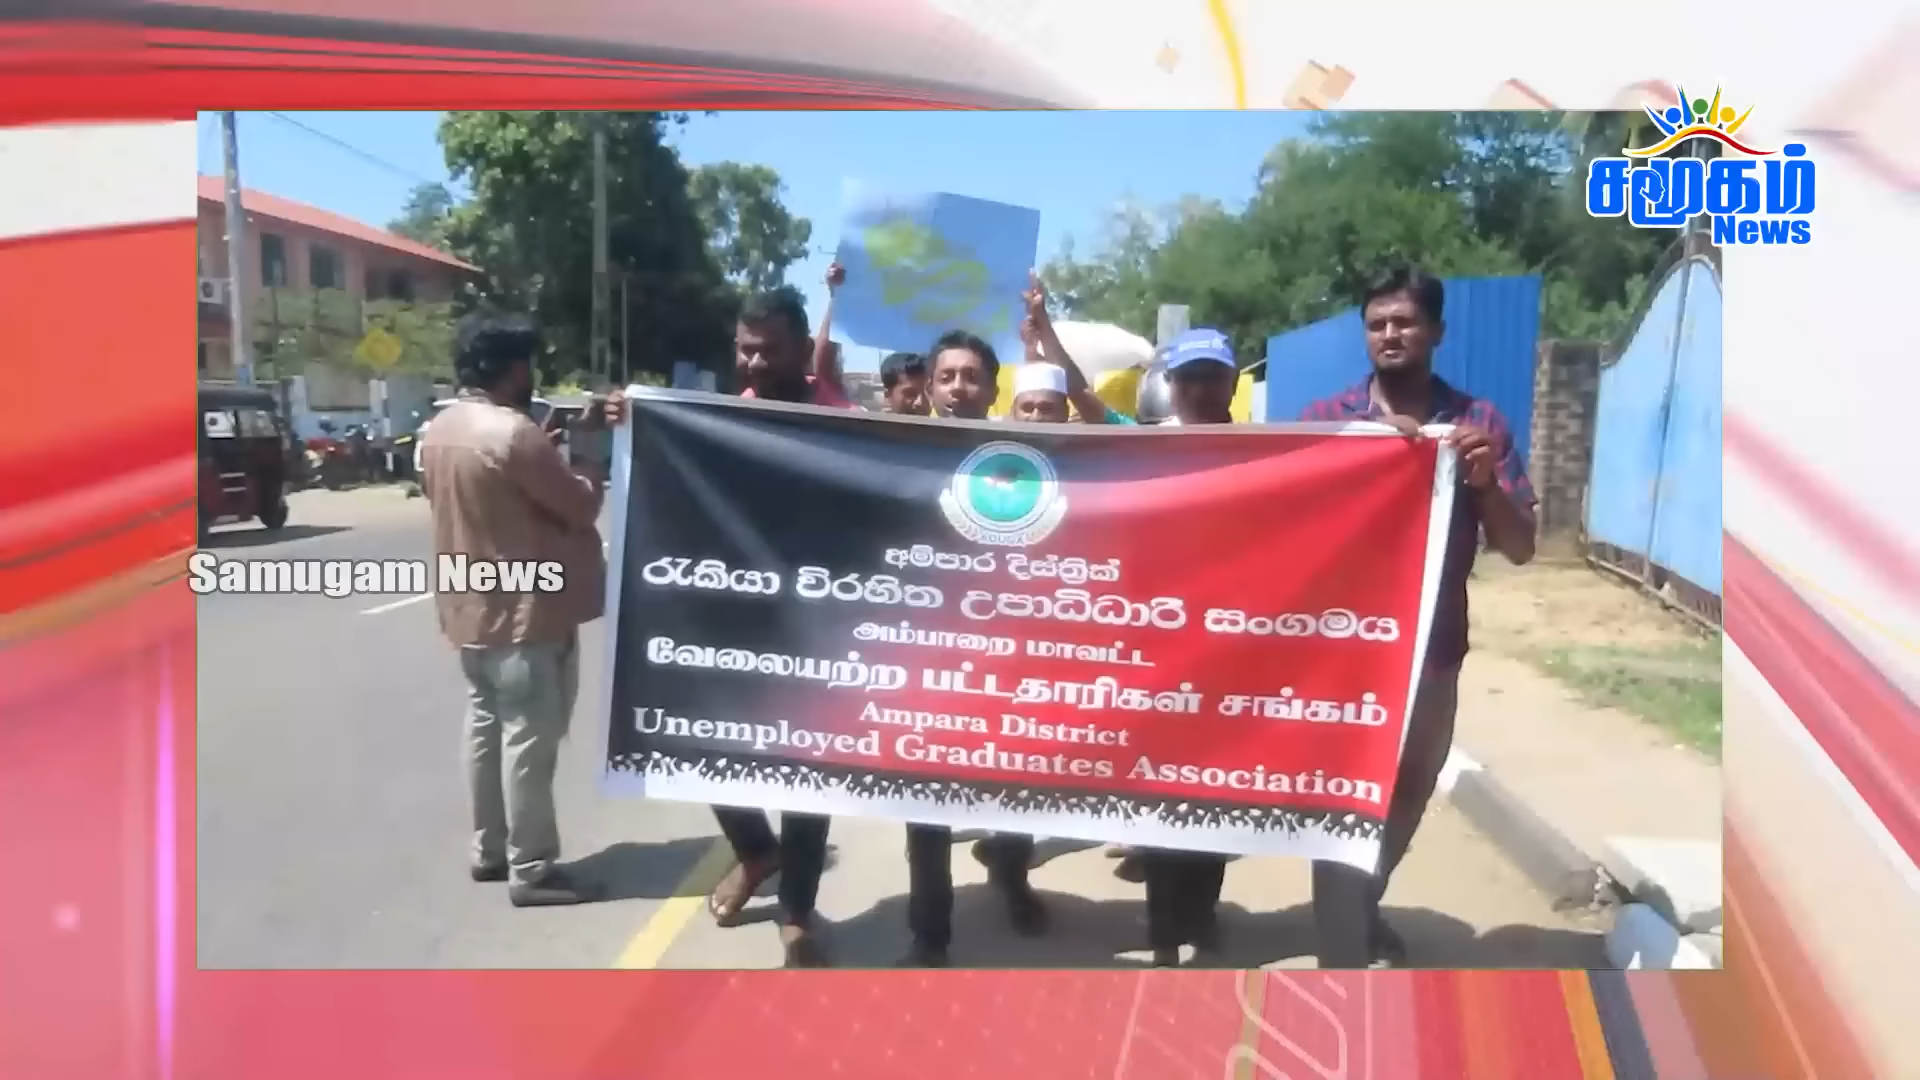 சமூகம்
News
Samugam News
අම්පාර දිස්ත්‍රික්
රැකියා විරහිත උපාධිධාරී සංගමය
அம்பாறை மாவட்ட
வேலையற்ற பட்டதாரிகள் சங்கம்
Ampara District
Unemployed Graduates Association